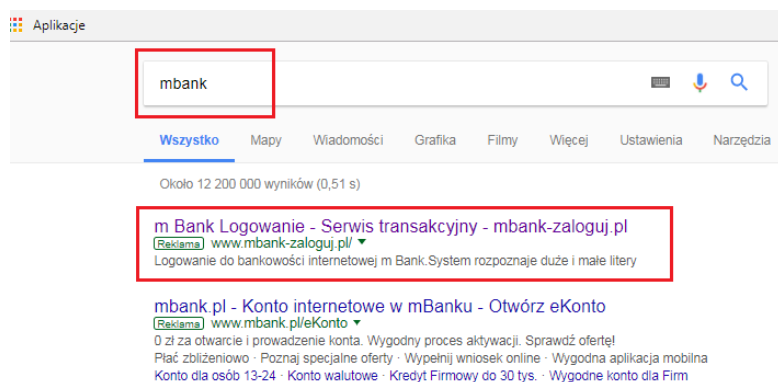 Aplikacje
mbank
Wszystko Mapy Wiadomości Grafika Filmy Więcej Ustawienia Narzędzia
Około 12 200 000 wyników (0,51 s)
m Bank Logowanie - Serwis transakcyjny - mbank-zaloguj.pl
Reklama www.mbank-zaloguj.pl/
Logowanie do bankowości internetowej m Bank.System rozpoznaje duże i małe litery
mbank.pl - Konto internetowe w mBanku - Otwórz eKonto
Reklama www.mbank.pl/eKonto
0 zł za otwarcie i prowadzenie konta. Wygodny proces aktywacji. Sprawdź ofertę!
Płać zbliżeniowo · Poznaj specjalne oferty · Wypełnij wniosek online · Wygodna aplikacja mobilna
Konto dla osób 13-24 · Konto walutowe · Kredyt Firmowy do 30 tys. · Wygodne konto dla Firm